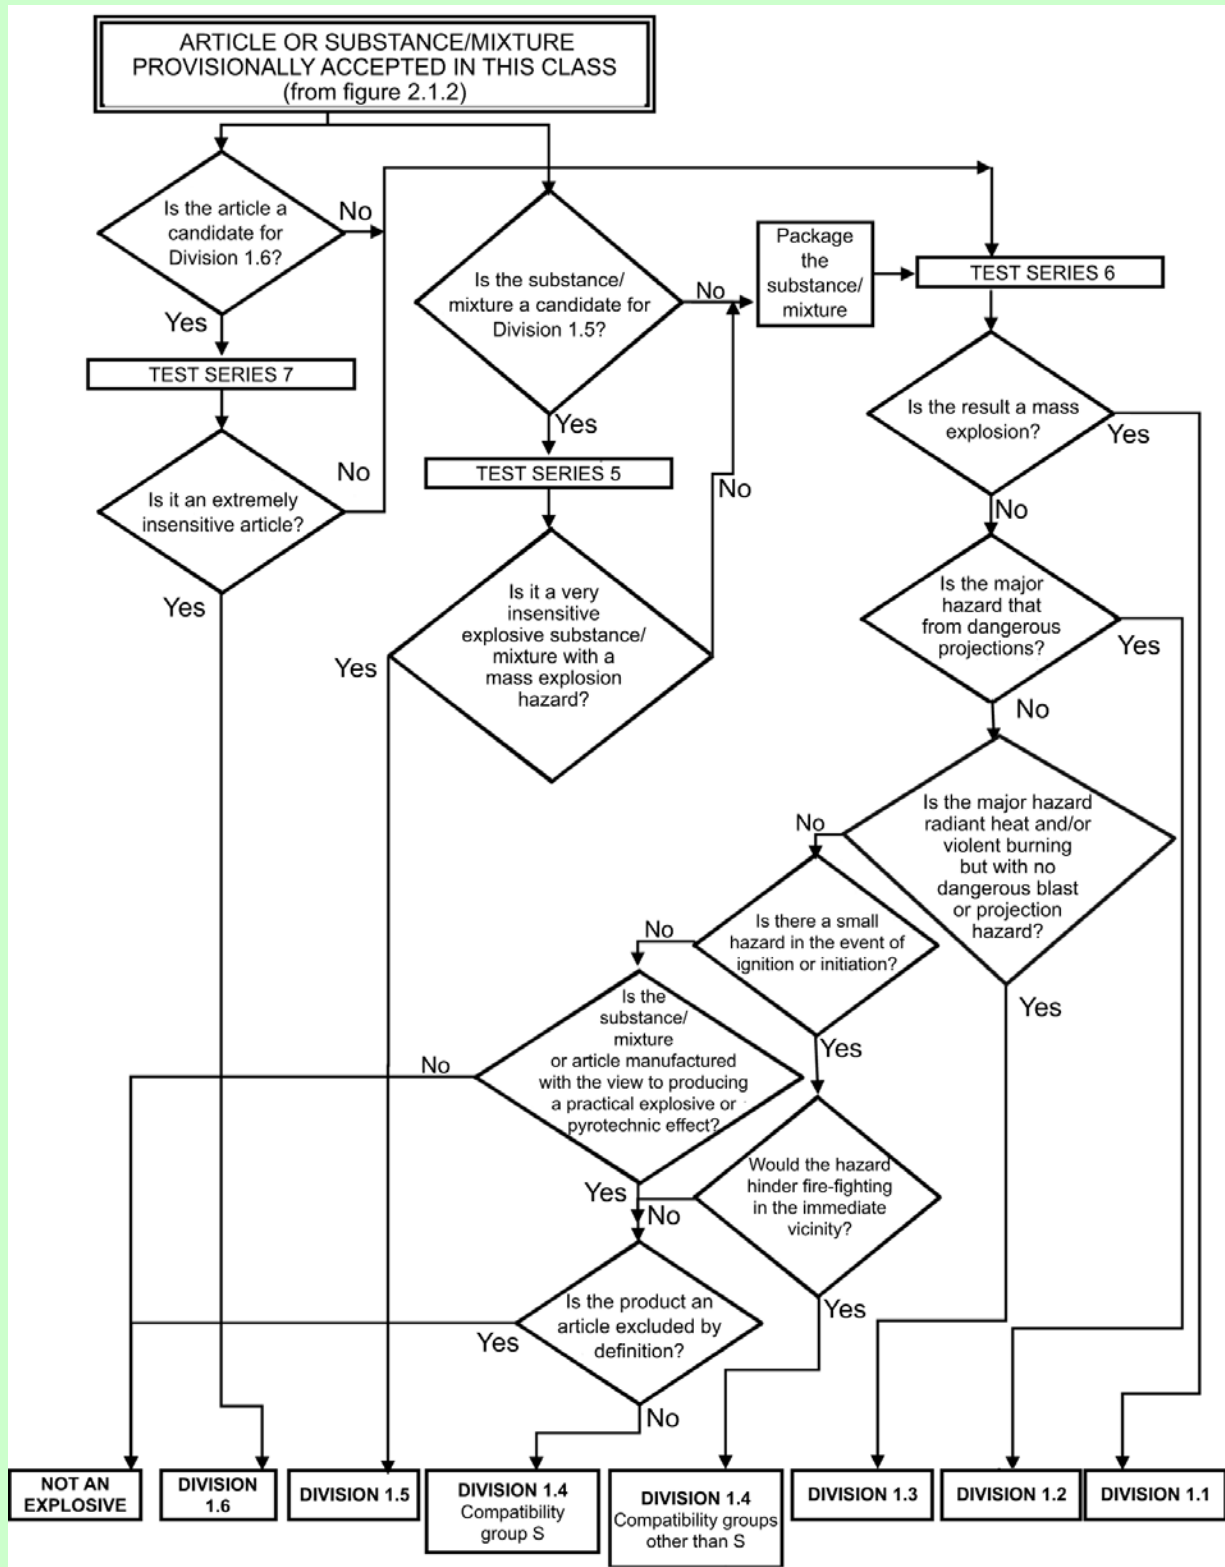 ARTICLE OR SUBSTANCE/MIXTURE
PROVISIONALLY ACCEPTED IN THIS CLASS
(from figure 2.1.2)
Is the article a
candidate for
Division 1.6?
No
Yes
TEST SERIES 7
Is it an extremely
insensitive article?
No
Yes
Is the substance/
mixture a candidate for
Division 1.5?
No
Yes
TEST SERIES 5
Is it a very
insensitive
explosive substance/
mixture with a
mass explosion
hazard?
No
Yes
Package
the
substance/
mixture
TEST SERIES 6
Is the result a mass
explosion?
Yes
No
Is the major
hazard that
from dangerous
projections?
Yes
No
Is the major hazard
radiant heat and/or
violent burning
but with no
dangerous blast
or projection
hazard?
No
Yes
Is there a small
hazard in the event of
ignition or initiation?
No
Yes
Is the
substance/
mixture
or article manufactured
with the view to producing
a practical explosive or
pyrotechnic effect?
No
Yes
Would the hazard
hinder fire-fighting
in the immediate
vicinity?
No
Yes
Is the product an
article excluded by
definition?
Yes
No
NOT AN
EXPLOSIVE
DIVISION
1.6
DIVISION 1.5
DIVISION 1.4
Compatibility
group S
DIVISION 1.4
Compatibility groups
other than S
DIVISION 1.3
DIVISION 1.2
DIVISION 1.1